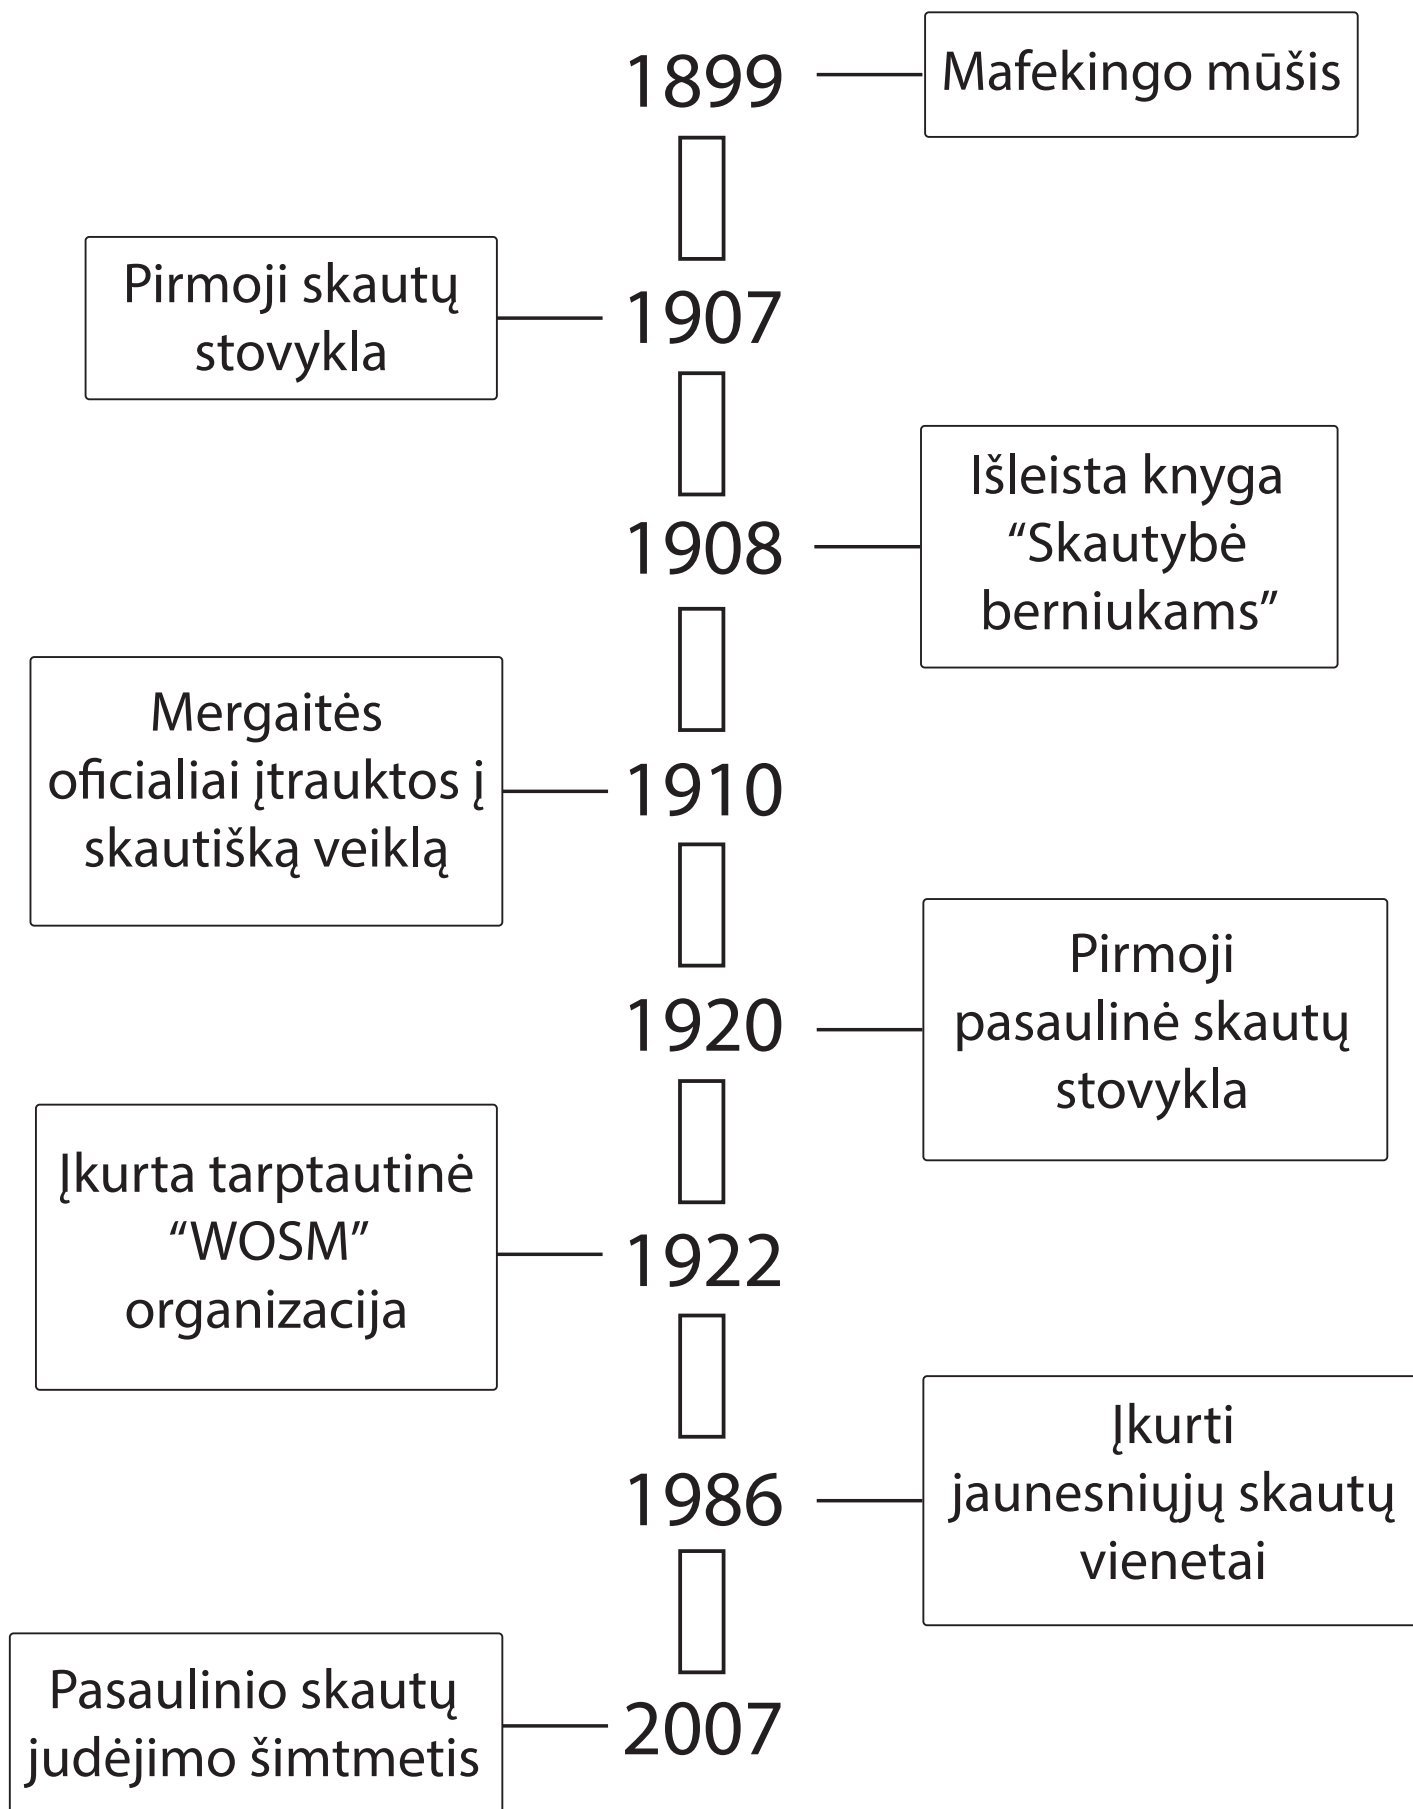 1899
Mafekingo mūšis
Pirmoji skautų
stovykla
1907
1908
Išleista knyga
“Skautybė
berniukams”
Mergaitės
oficialiai įtrauktos į
skautišką veiklą
1910
1920
Pirmoji
pasaulinė skautų
stovykla
Įkurta tarptautinė
“WOSM”
organizacija
1922
1986
Įkurti
jaunesniųjų skautų
vienetai
Pasaulinio skautų
judėjimo šimtmetis
2007